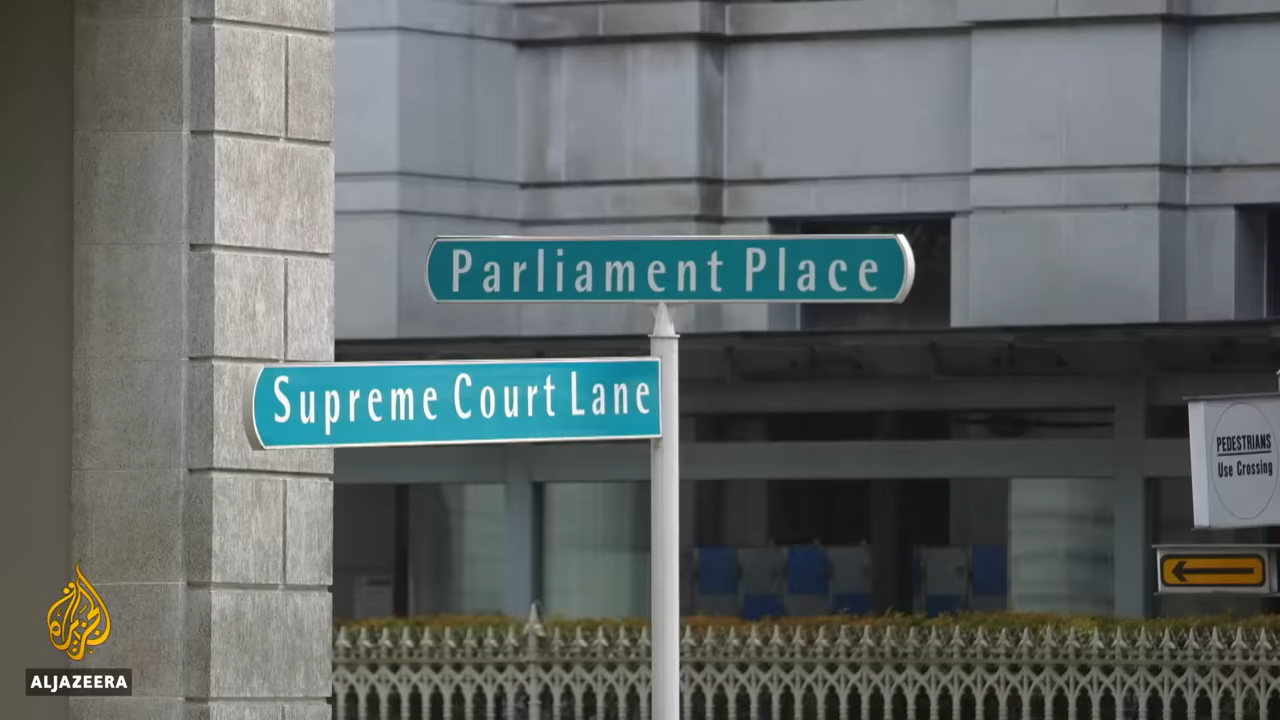 Parliament Place
Supreme Court Lane
PEDESTRIANS
Use Crossing
ALJAZEERA